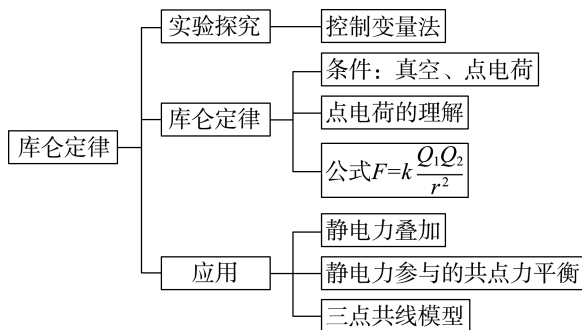 库仑定律
实验探究
控制变量法
库仑定律
条件：真空、点电荷
点电荷的理解
公式F=k\frac{Q_1Q_2}{r^2}
应用
静电力叠加
静电力参与的共点力平衡
三点共线模型